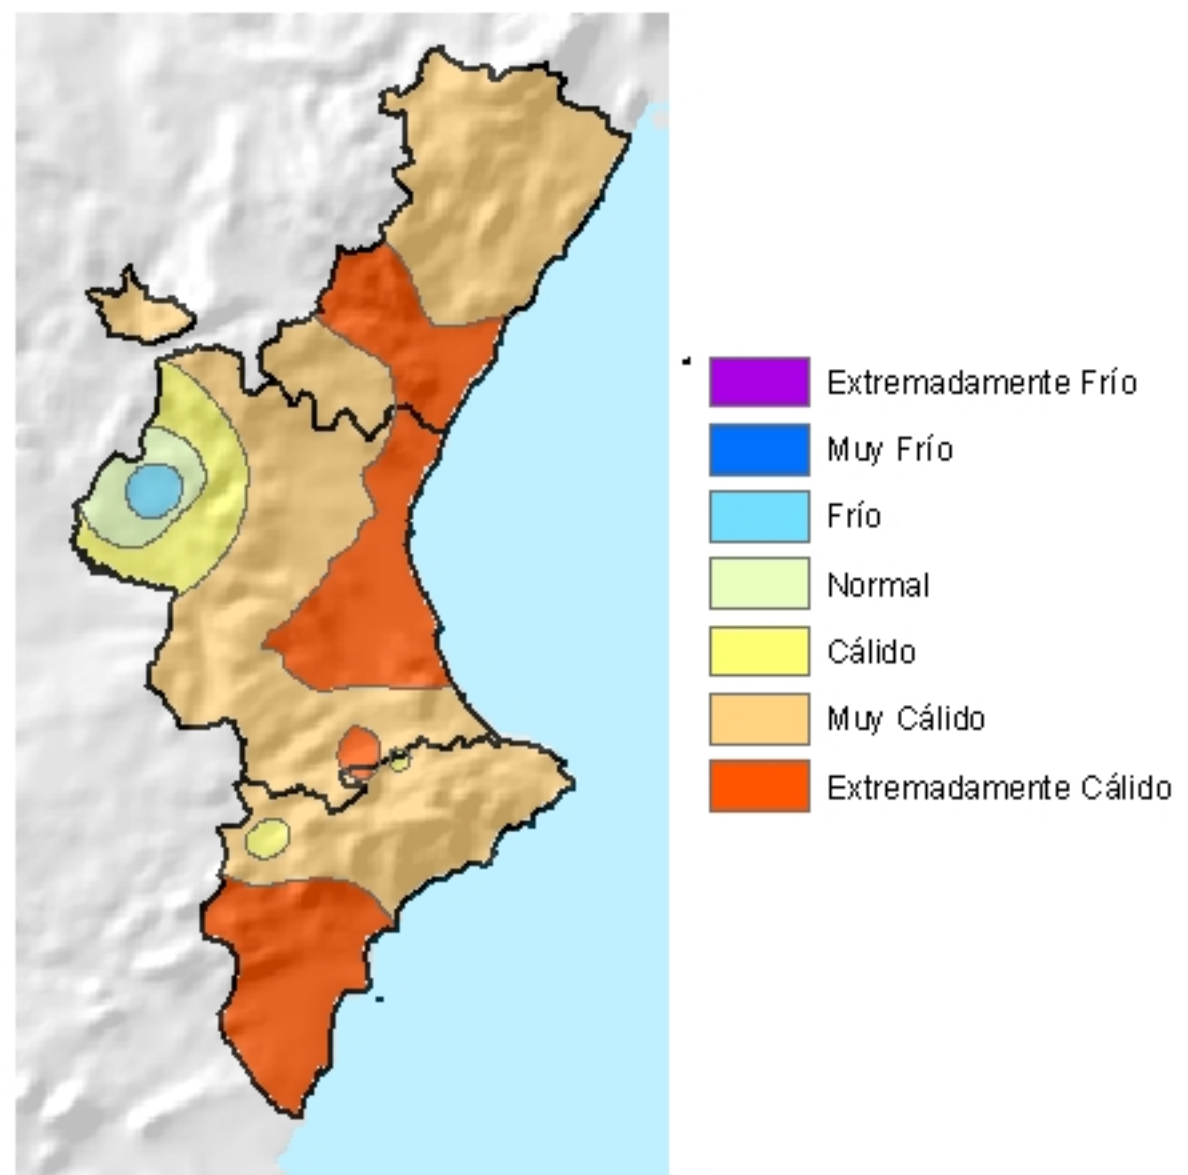 Extremadamente Frío
Muy Frío
Frío
Normal
Cálido
Muy Cálido
Extremadamente Cálido